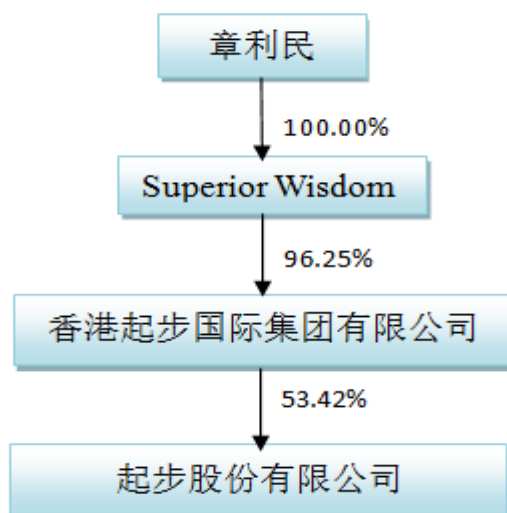 章利民
100.00%
Superior Wisdom
96.25%
香港起步国际集团有限公司
53.42%
起步股份有限公司